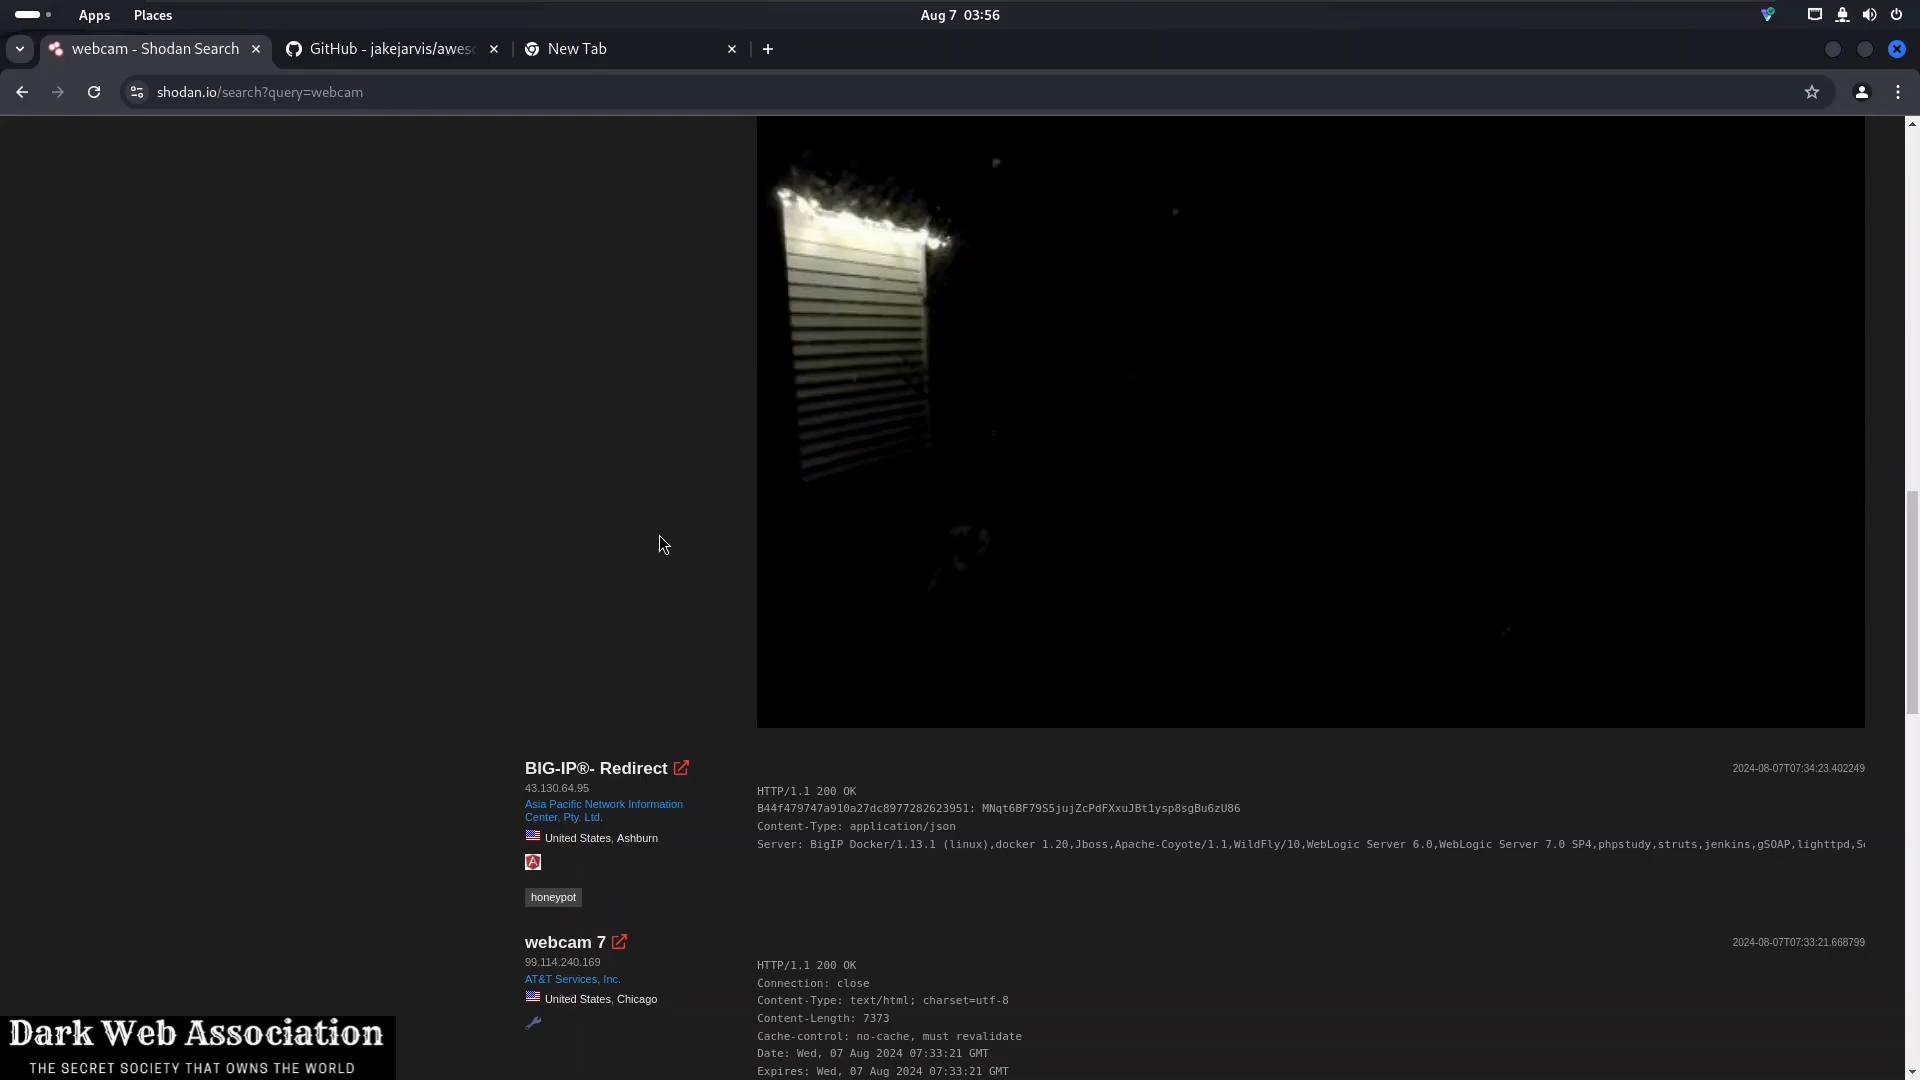 Apps Places Aug 7 03:56
webcam - Shodan Search GitHub - jakejarvis/awes New Tab
shodan.io/search?query=webcam
BIG-IP®- Redirect 2024-08-07T07:34:23.402249
43.130.64.95
Asia Pacific Network Information
Center, Pty. Ltd.
United States, Ashburn
honeypot
HTTP/1.1 200 OK
B44f479747a910a27dc8977282623951: MNqt6BF79S5jujZcPdFXxuJBt1ysp8sgBu6zU86
Content-Type: application/json
Server: BigIP Docker/1.13.1 (linux),docker 1.20,Jboss,Apache-Coyote/1.1,WildFly/10,WebLogic Server 6.0,WebLogic Server 7.0 SP4,phpstudy,struts,jenkins,gSOAP,lighttpd,S
webcam 7 2024-08-07T07:33:21.668799
99.114.240.169
AT&T Services, Inc.
United States, Chicago
HTTP/1.1 200 OK
Connection: close
Content-Type: text/html; charset=utf-8
Content-Length: 7373
Cache-control: no-cache, must revalidate
Date: Wed, 07 Aug 2024 07:33:21 GMT
Expires: Wed, 07 Aug 2024 07:33:21 GMT
Dark Web Association
THE SECRET SOCIETY THAT OWNS THE WORLD